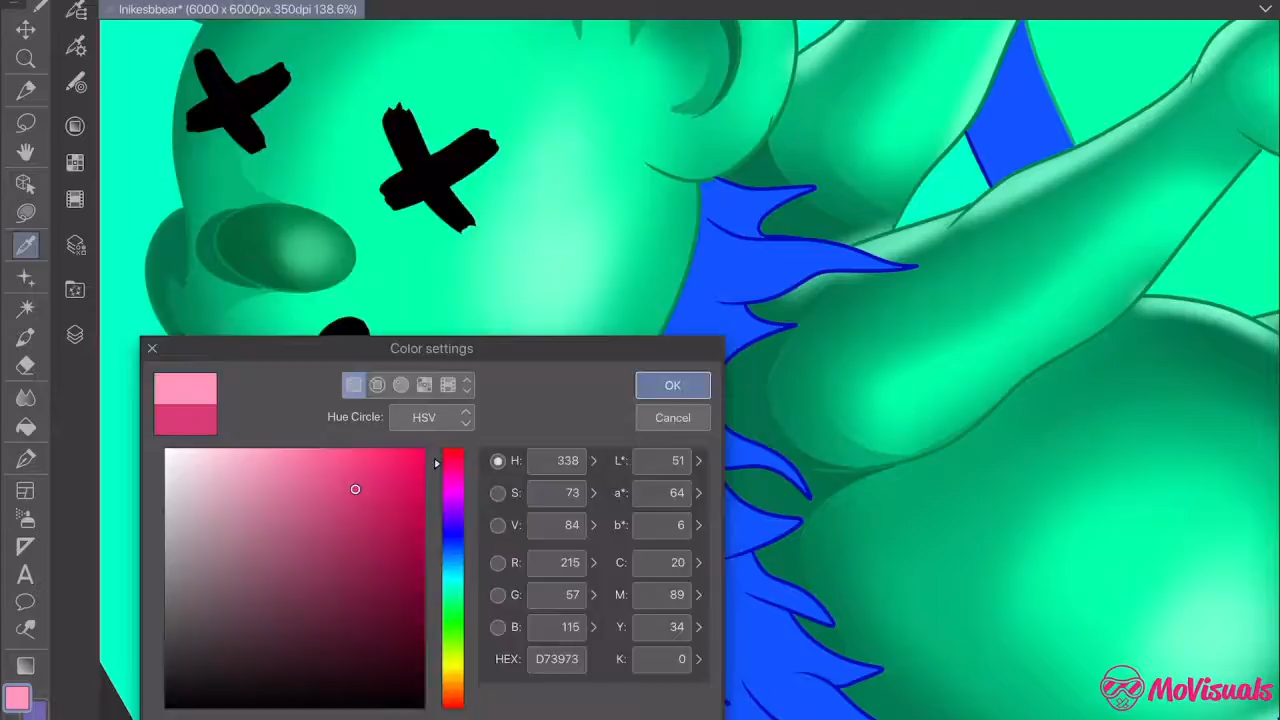 Inikesbbear* (6000 x 6000px 350dpi 138.6%)
Color settings
OK
Hue Circle: HSV
Cancel
H: 338 L*: 51
S: 73 a*: 64
V: 84 b*: 6
R: 215 C: 20
G: 57 M: 89
B: 115 Y: 34
HEX: D73973 K: 0
MoVisuals